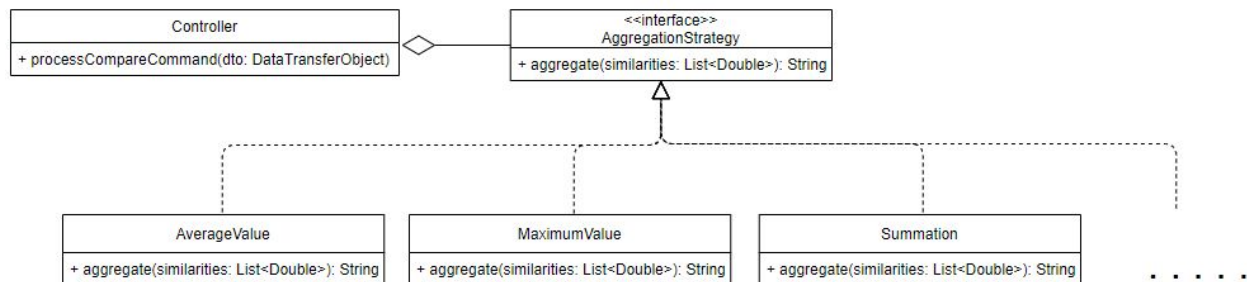 Controller
+ processCompareCommand(dto: DataTransferObject)
<<interface>>
AggregationStrategy
+ aggregate(similarities: List<Double>): String
AverageValue
+ aggregate(similarities: List<Double>): String
MaximumValue
+ aggregate(similarities: List<Double>): String
Summation
+ aggregate(similarities: List<Double>): String
. . . . .